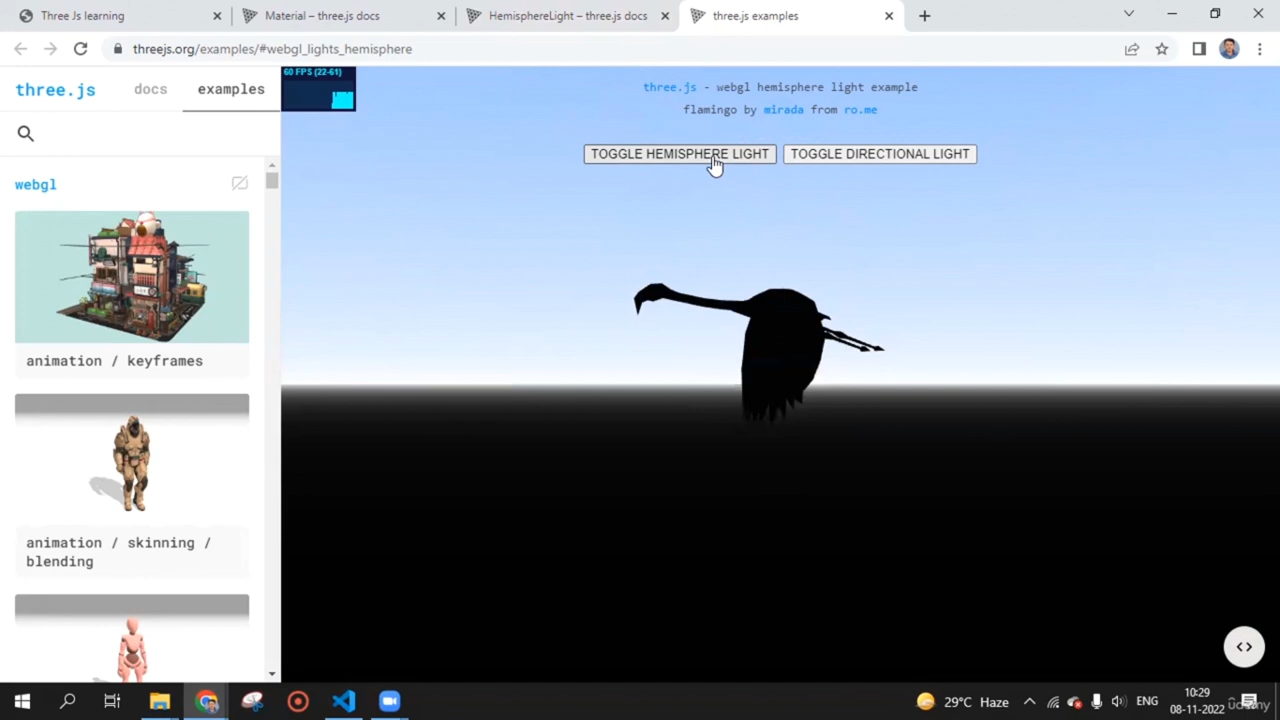 Three Js learning
Material – three.js docs
HemisphereLight – three.js docs
three.js examples
threejs.org/examples/#webgl_lights_hemisphere
three.js
docs
examples
60 FPS (22-61)
three.js - webgl hemisphere light example
flamingo by mirada from ro.me
TOGGLE HEMISPHERE LIGHT
TOGGLE DIRECTIONAL LIGHT
webgl
animation / keyframes
animation / skinning /
blending
29°C Haze
ENG
10:29
08-11-2022
Udemy